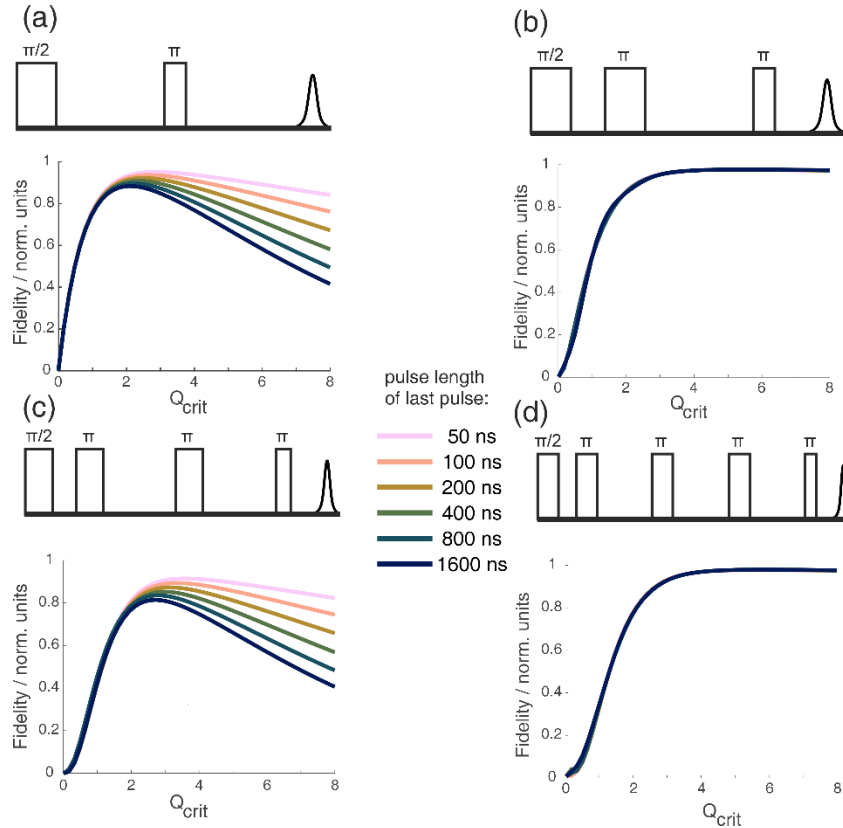 (a)
π/2 π
Fidelity / norm. units
1
0.8
0.6
0.4
0.2
0
0 2 4 6 8
Qcrit
(b)
π/2 π π
Fidelity / norm. units
1
0.8
0.6
0.4
0.2
0
0 2 4 6 8
Qcrit
pulse length
of last pulse:
50 ns
100 ns
200 ns
400 ns
800 ns
1600 ns
(c)
π/2 π π π
Fidelity / norm. units
1
0.8
0.6
0.4
0.2
0
0 2 4 6 8
Qcrit
(d)
π/2 π π π π
Fidelity / norm. units
1
0.8
0.6
0.4
0.2
0
0 2 4 6 8
Qcrit